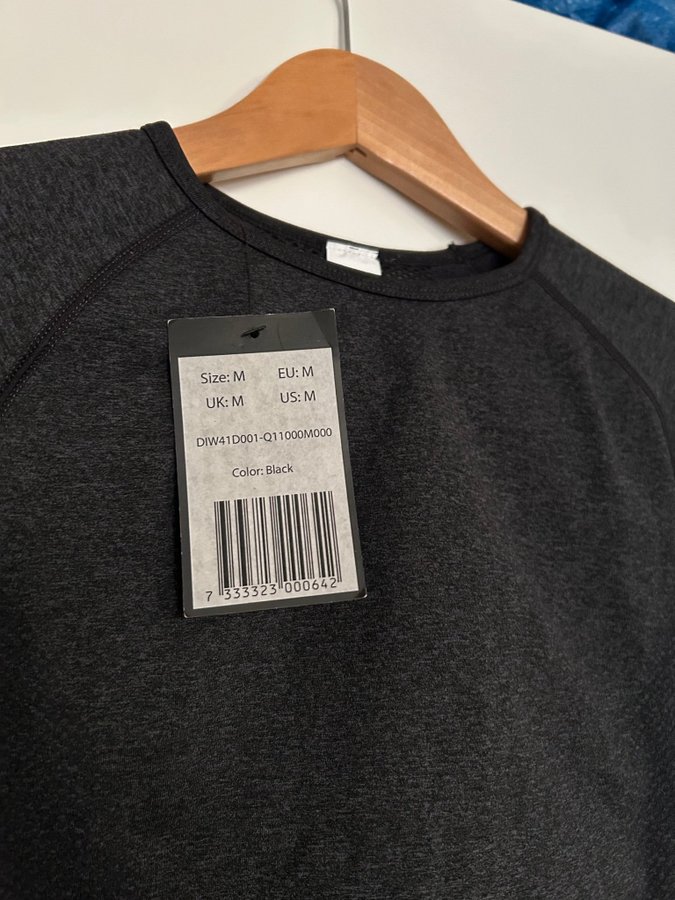 Size: M EU: M
UK: M US: M
DIW41D001-Q11000M000
Color: Black
7 333323 000642